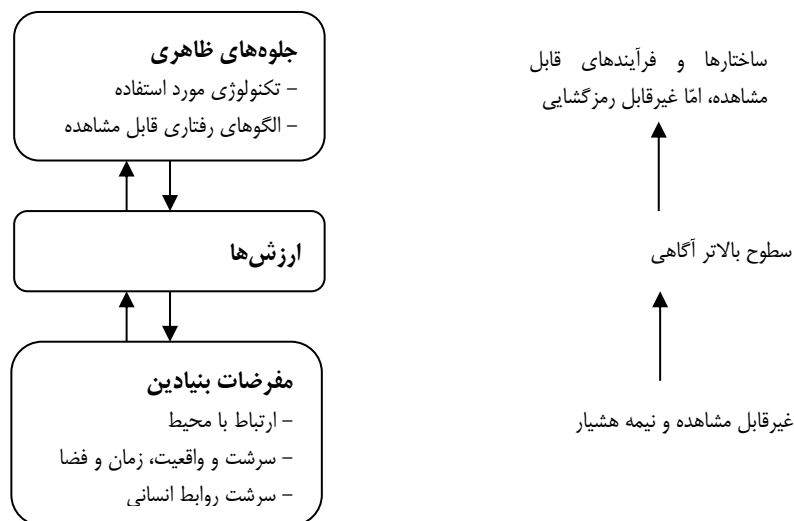 جلوه‌های ظاهری
– تکنولوژی مورد استفاده
– الگوهای رفتاری قابل مشاهده
ساختارها و فرآیندهای قابل
مشاهده، امّا غیرقابل رمزگشایی
ارزش‌ها
سطوح بالاتر آگاهی
مفرضات بنیادین
– ارتباط با محیط
– سرشت و واقعیت، زمان و فضا
– سرشت روابط انسانی
غیرقابل مشاهده و نیمه هشیار